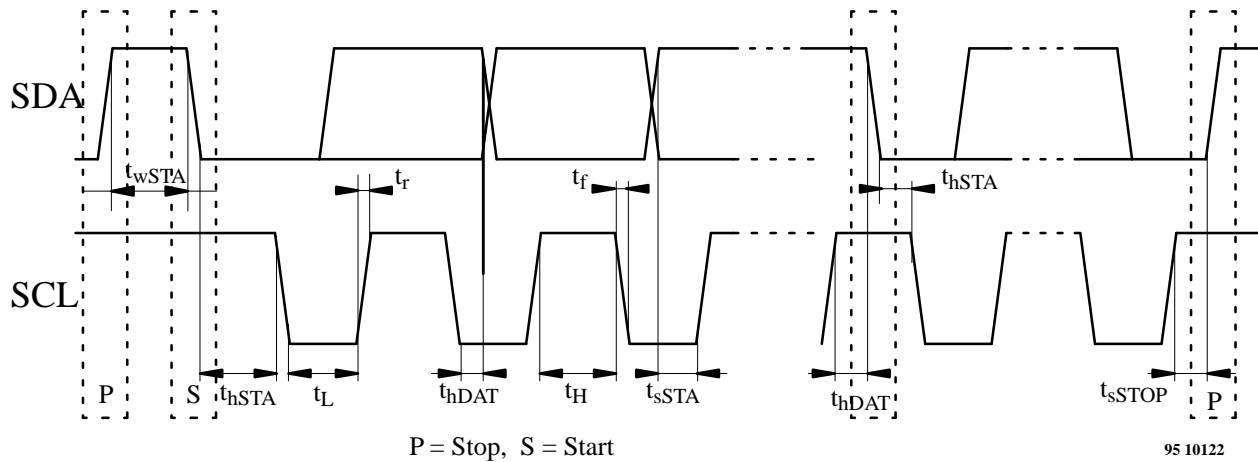 SDA
t_wSTA
t_r
t_f
t_hSTA
SCL
P S t_hSTA t_L t_hDAT t_H t_sSTA t_hDAT t_sSTOP P
P = Stop, S = Start
95 10122